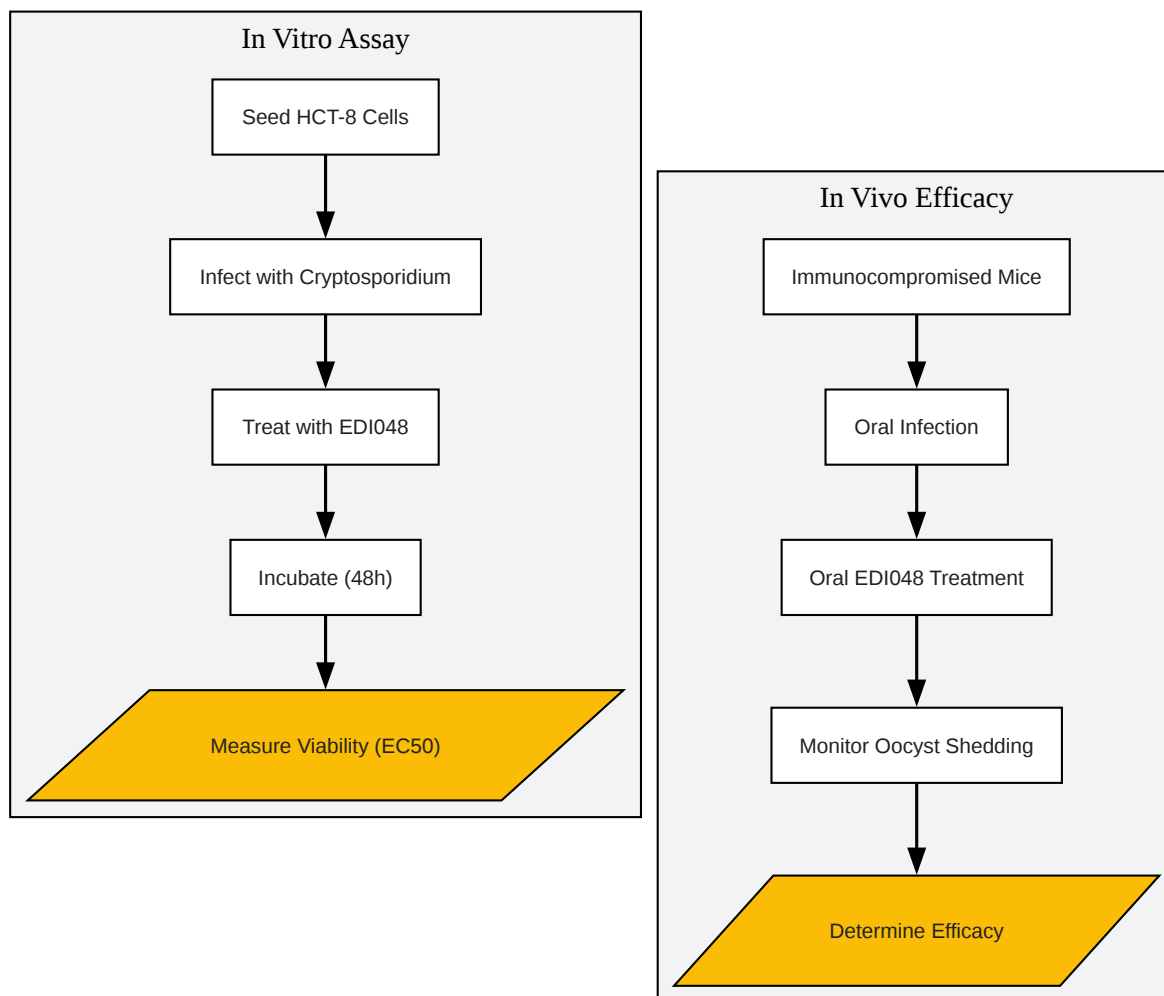 In Vitro Assay
Seed HCT-8 Cells
Infect with Cryptosporidium
Treat with EDI048
Incubate (48h)
Measure Viability (EC50)
In Vivo Efficacy
Immunocompromised Mice
Oral Infection
Oral EDI048 Treatment
Monitor Oocyst Shedding
Determine Efficacy